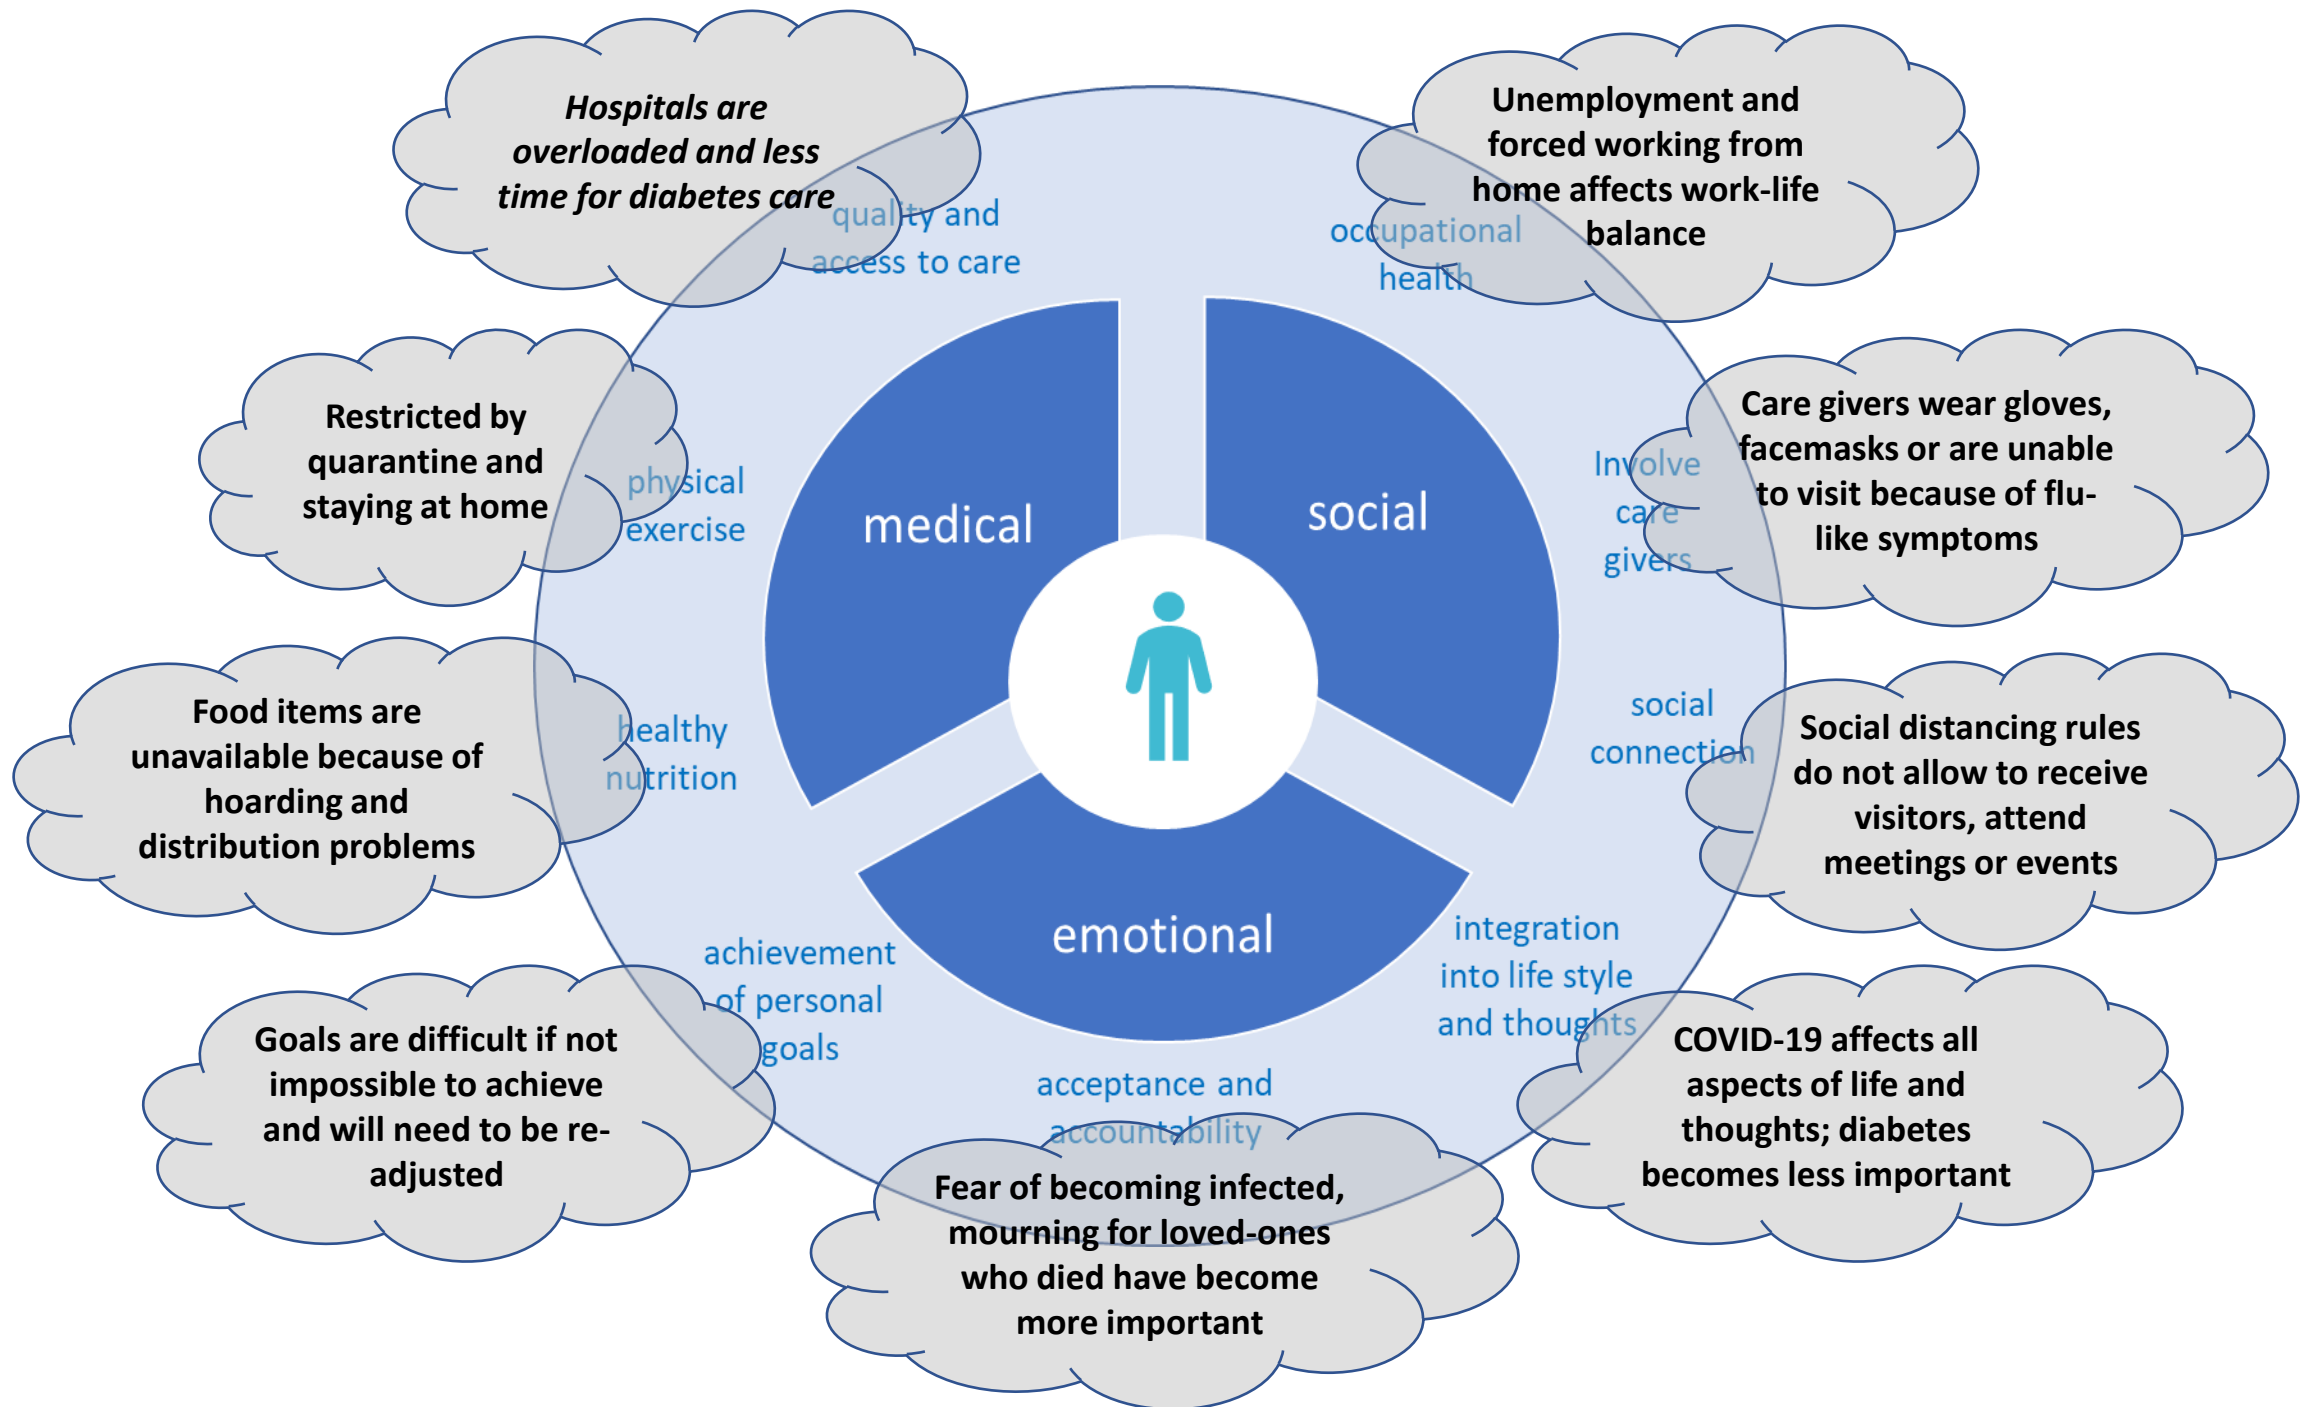 Hospitals are
overloaded and less
time for diabetes care
quality and
access to care
Unemployment and
forced working from
home affects work-life
balance
occupational
health
Restricted by
quarantine and
staying at home
physical
exercise
medical
social
Involve
care
givers
Care givers wear gloves,
facemasks or are unable
to visit because of flu-
like symptoms
Food items are
unavailable because of
hoarding and
distribution problems
healthy
nutrition
social
connection
Social distancing rules
do not allow to receive
visitors, attend
meetings or events
achievement
of personal
goals
emotional
integration
into life style
and thoughts
Goals are difficult if not
impossible to achieve
and will need to be re-
adjusted
acceptance and
accountability
COVID-19 affects all
aspects of life and
thoughts; diabetes
becomes less important
Fear of becoming infected,
mourning for loved-ones
who died have become
more important